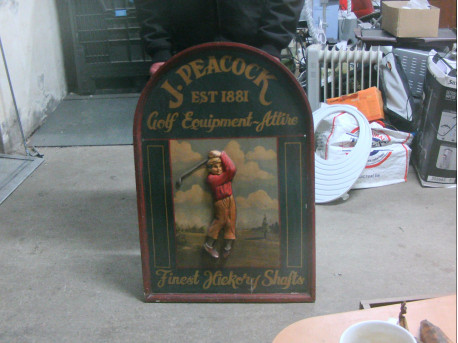 J. PEACOCK
EST 1881
Golf Equipment-Attire
Finest Hickory Shafts